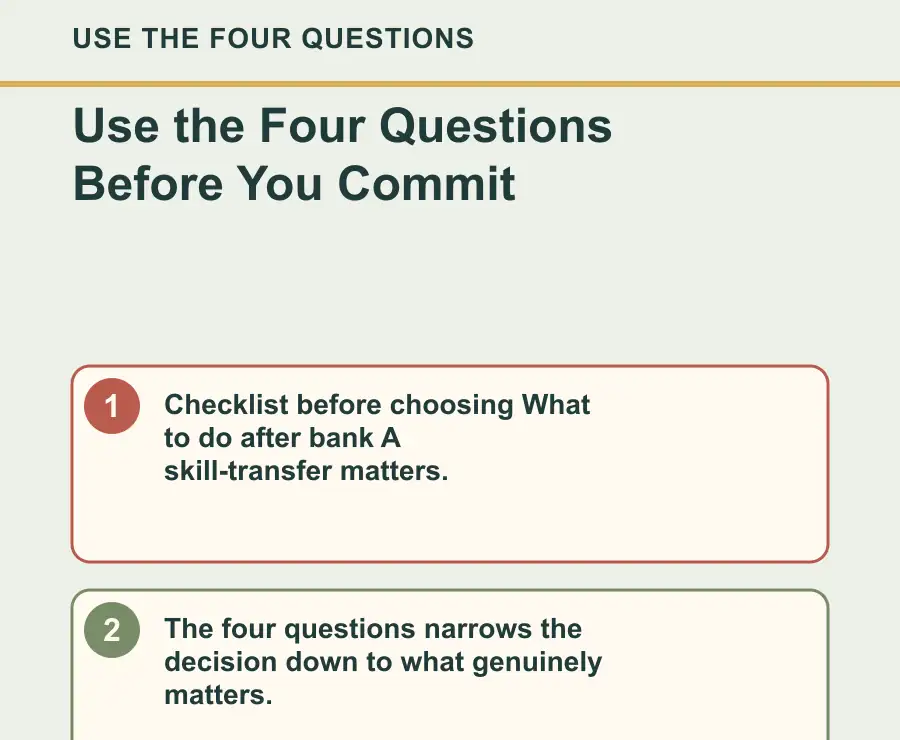 USE THE FOUR QUESTIONS
Use the Four Questions
Before You Commit
1
Checklist before choosing What
to do after bank A
skill-transfer matters.
2
The four questions narrows the
decision down to what genuinely
matters.